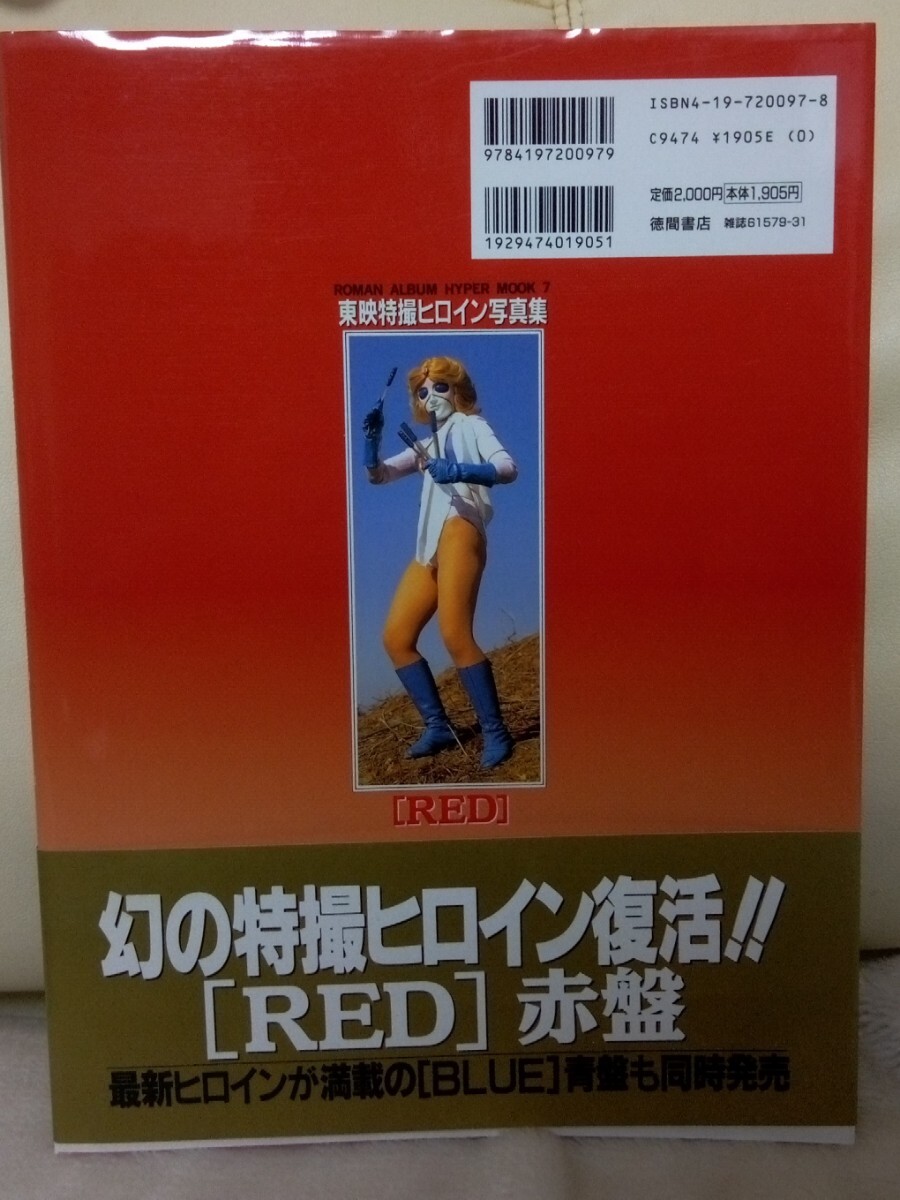 ISBN4-19-720097-8
C9474 ¥1905E (0)
9784197200979
定価2,000円 本体1,905円
徳間書店 雑誌61579-31
1929474019051
ROMAN ALBUM HYPER MOOK 7
東映特撮ヒロイン写真集
[RED]
幻の特撮ヒロイン復活!!
[RED] 赤盤
最新ヒロインが満載の[BLUE]青盤も同時発売